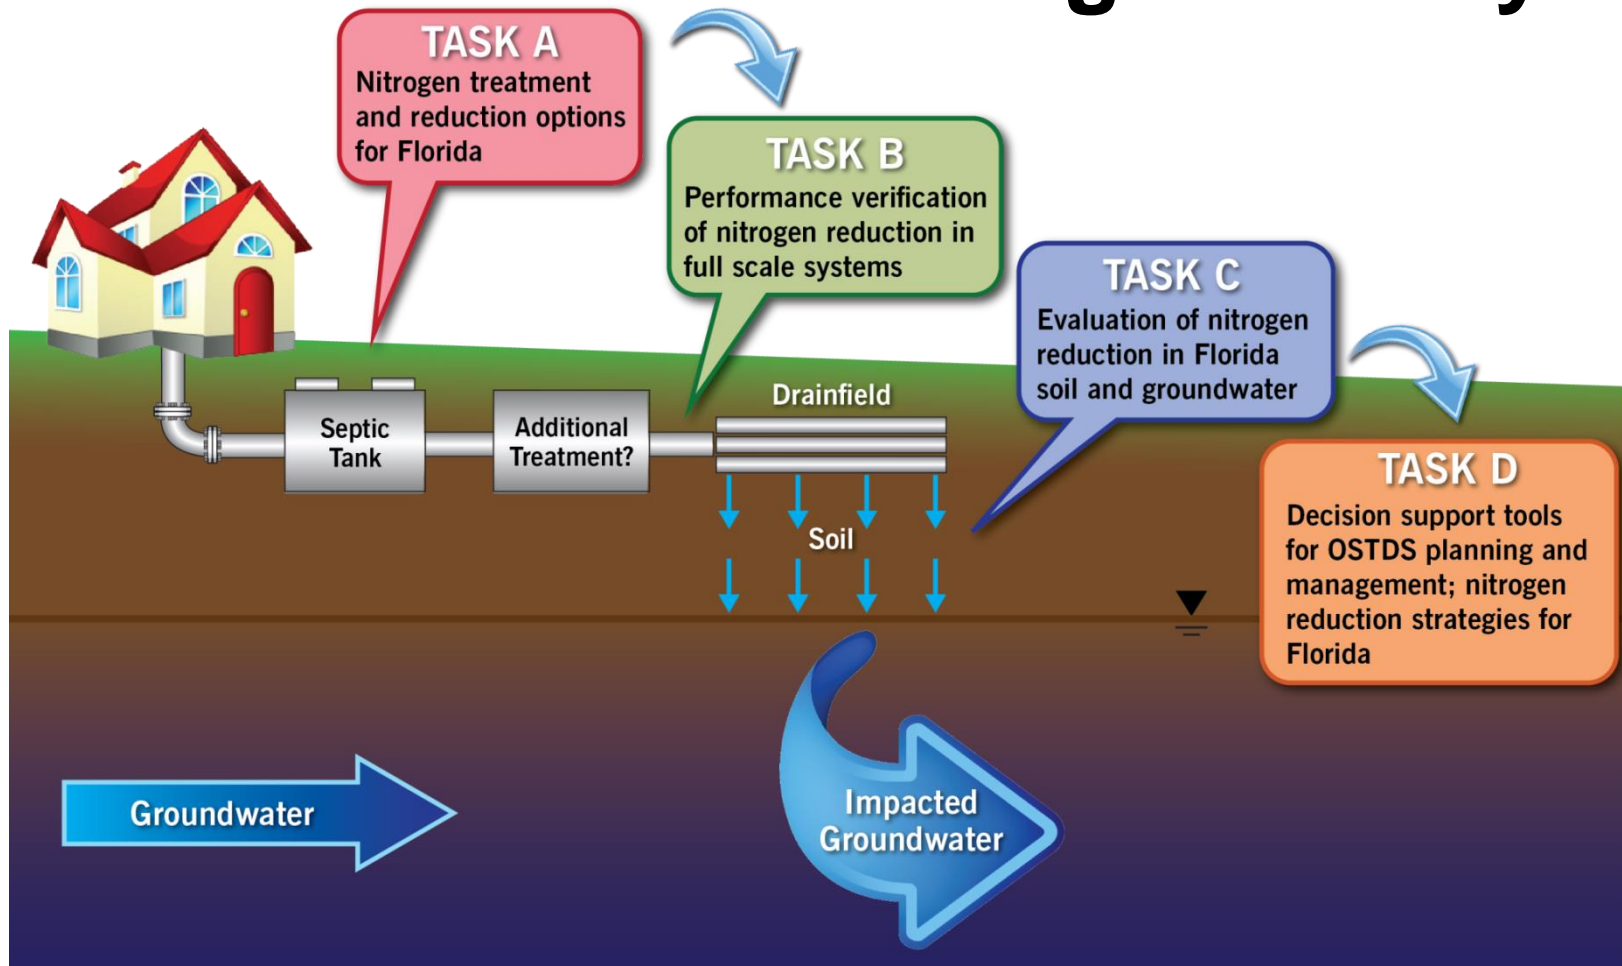 TASK A
Nitrogen treatment
and reduction options
for Florida
TASK B
Performance verification
of nitrogen reduction in
full scale systems
TASK C
Evaluation of nitrogen
reduction in Florida
soil and groundwater
TASK D
Decision support tools
for OSTDS planning and
management; nitrogen
reduction strategies for
Florida
Septic
Tank
Additional
Treatment?
Drainfield
Soil
Groundwater
Impacted
Groundwater